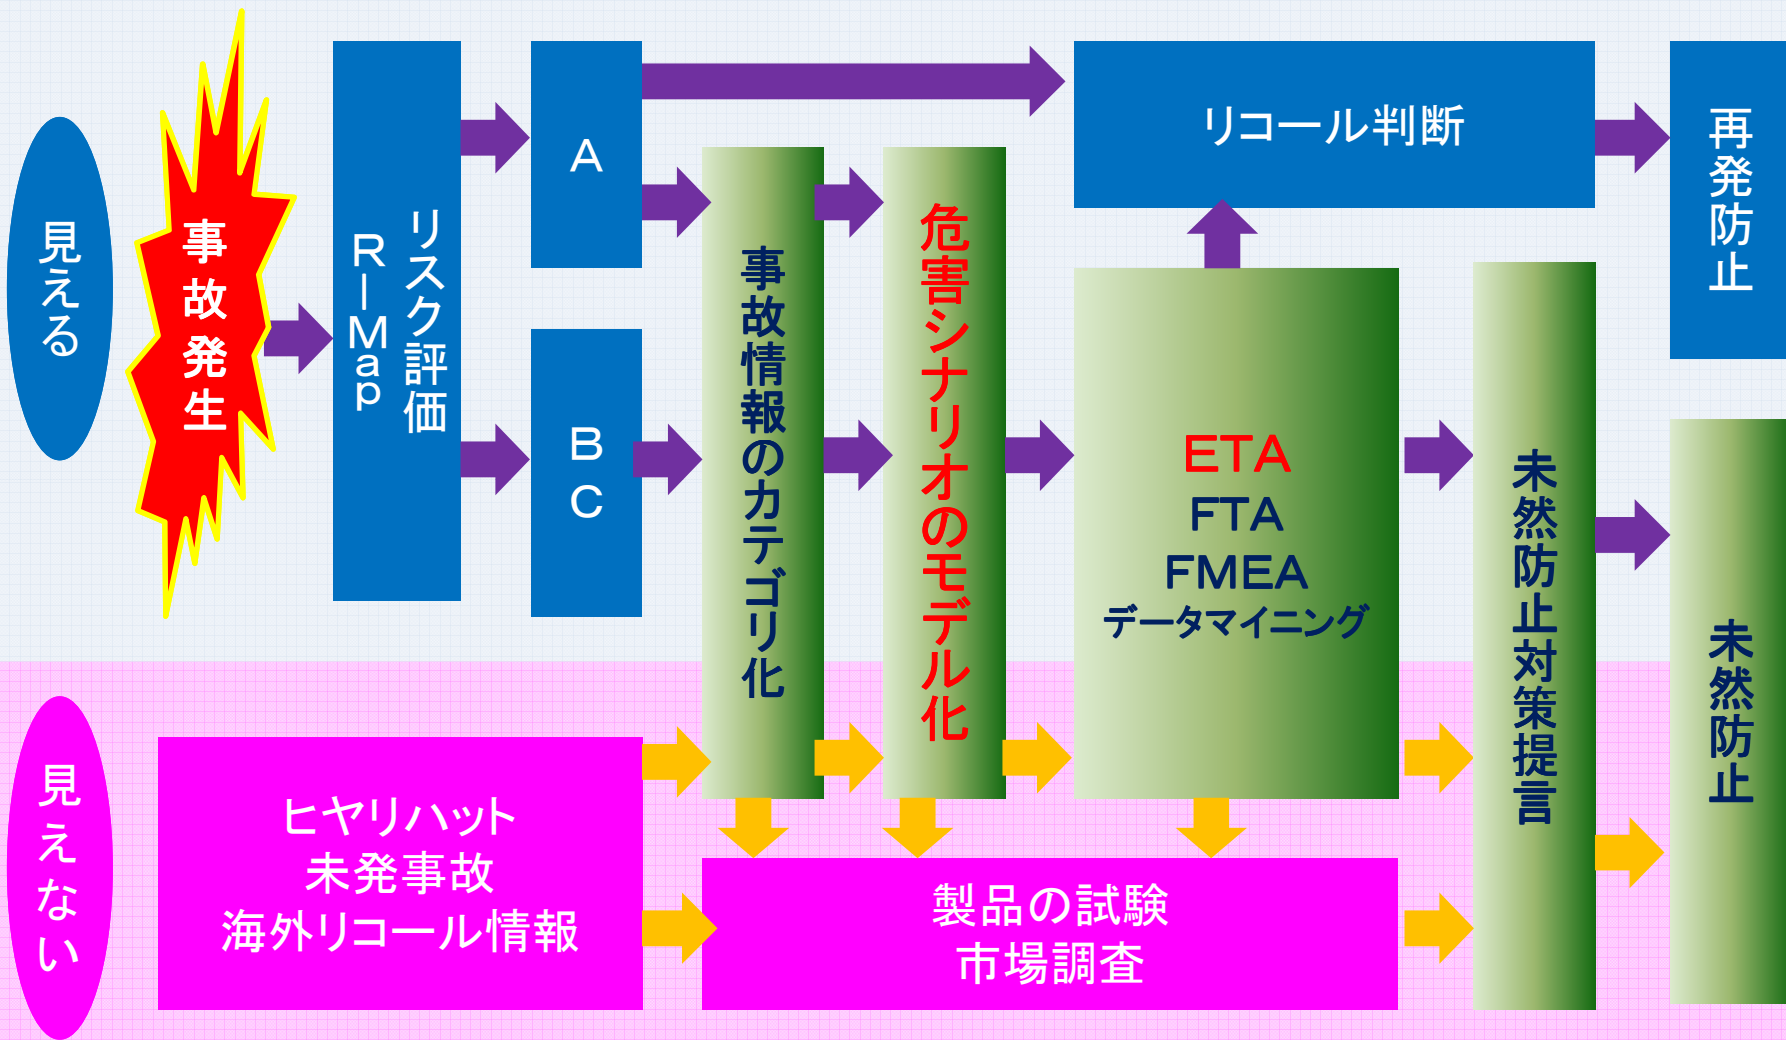 見える
事故発生
リスク評価
R-Map
A
B
C
事故情報のカテゴリ化
危害シナリオのモデル化
リコール判断
ETA
FTA
FMEA
データマイニング
未然防止対策提言
再発防止
未然防止
見えない
ヒヤリハット
未発事故
海外リコール情報
製品の試験
市場調査